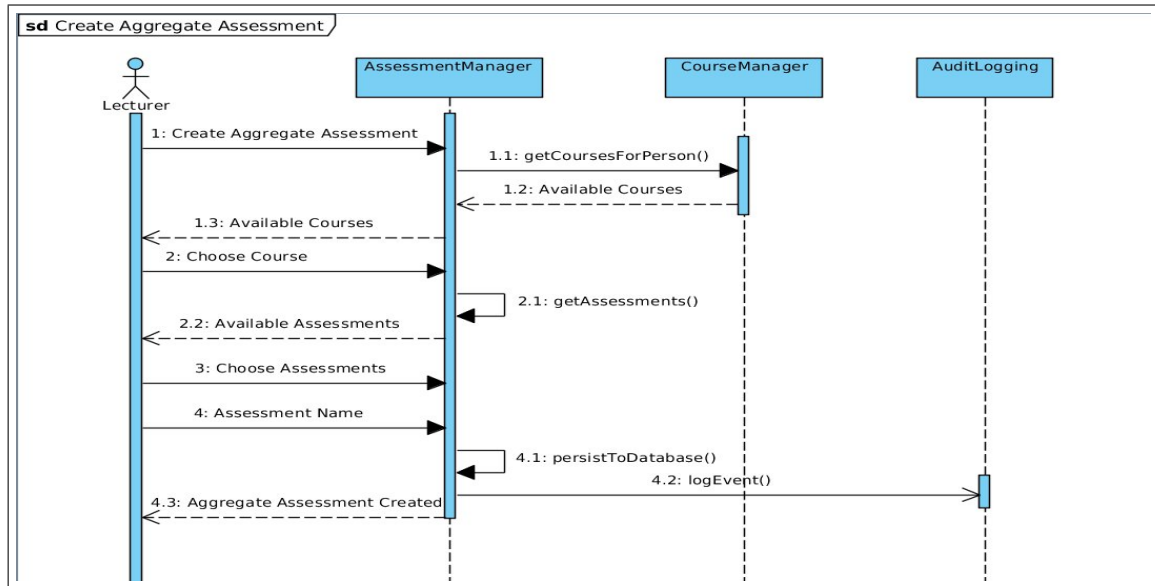 sd Create Aggregate Assessment
AssessmentManager
CourseManager
AuditLogging
Lecturer
1: Create Aggregate Assessment
1.1: getCoursesForPerson()
1.2: Available Courses
1.3: Available Courses
2: Choose Course
2.1: getAssessments()
2.2: Available Assessments
3: Choose Assessments
4: Assessment Name
4.1: persistToDatabase()
4.2: logEvent()
4.3: Aggregate Assessment Created